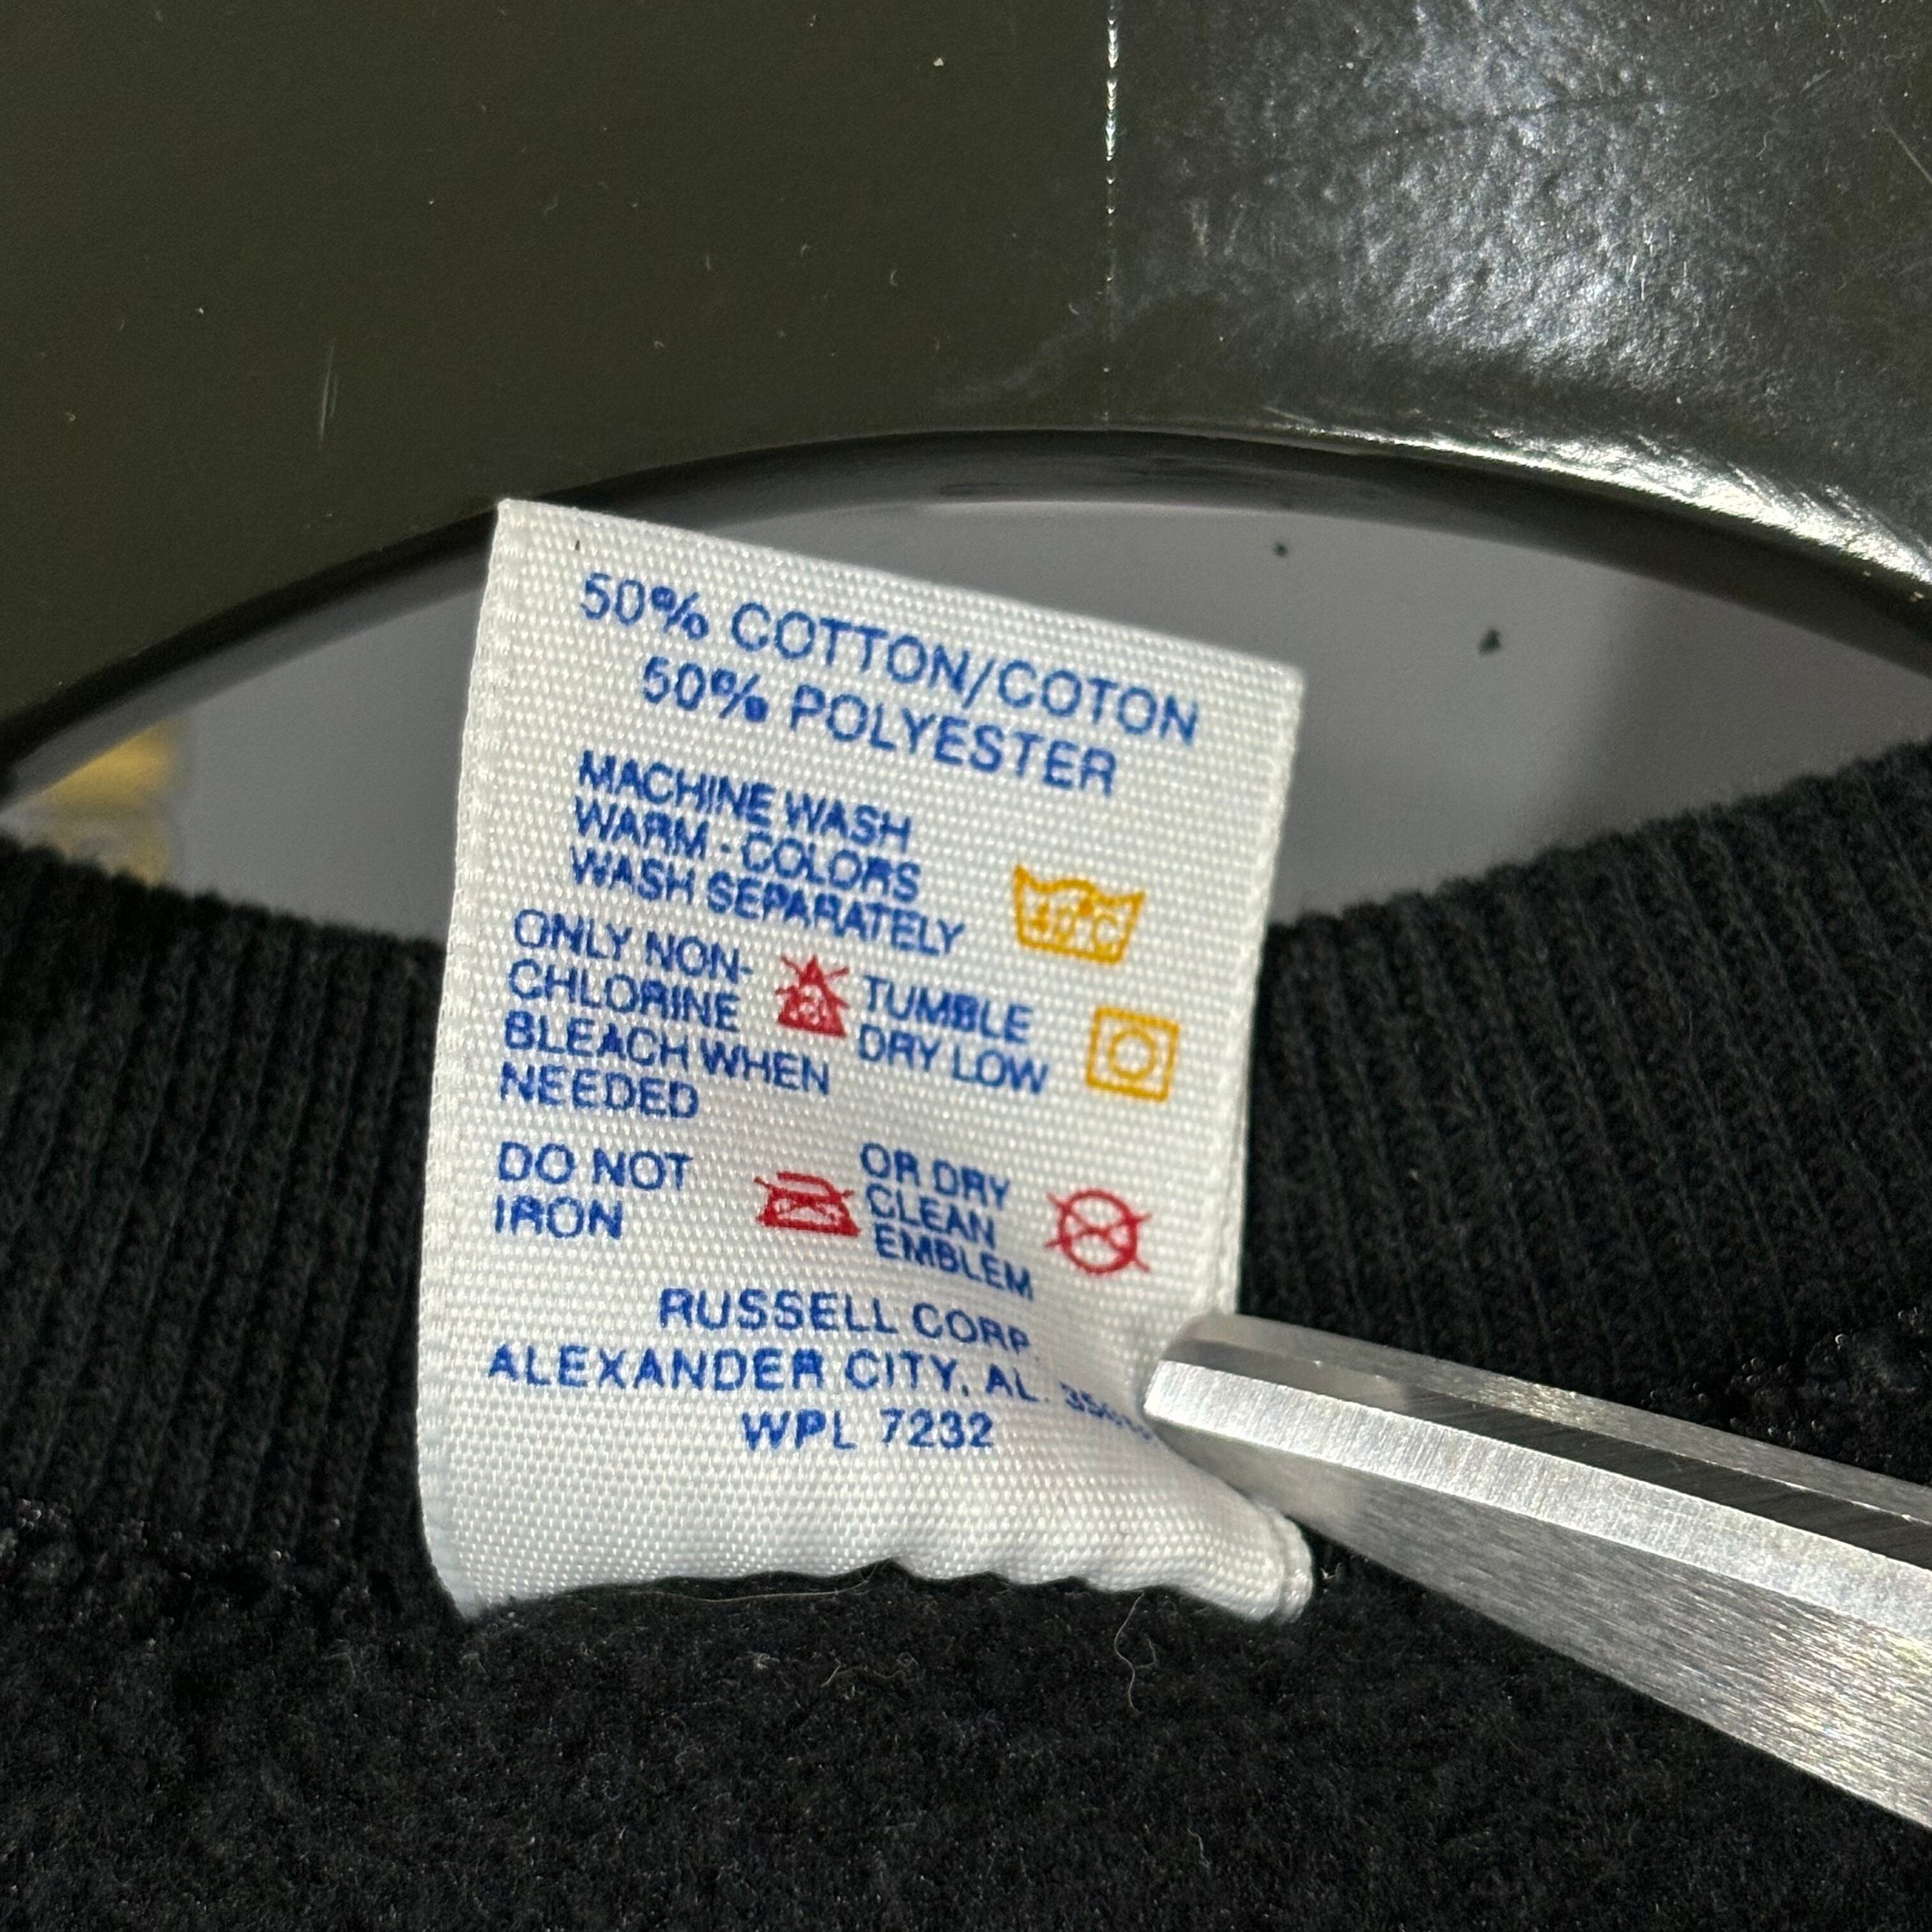 50% COTTON/COTON
50% POLYESTER
MACHINE WASH
WARM - COLORS
WASH SEPARATELY
40°C
ONLY NON-
CHLORINE
BLEACH WHEN
NEEDED
TUMBLE
DRY LOW
DO NOT
IRON
OR DRY
CLEAN
EMBLEM
RUSSELL CORP.
ALEXANDER CITY, AL.
WPL 7232